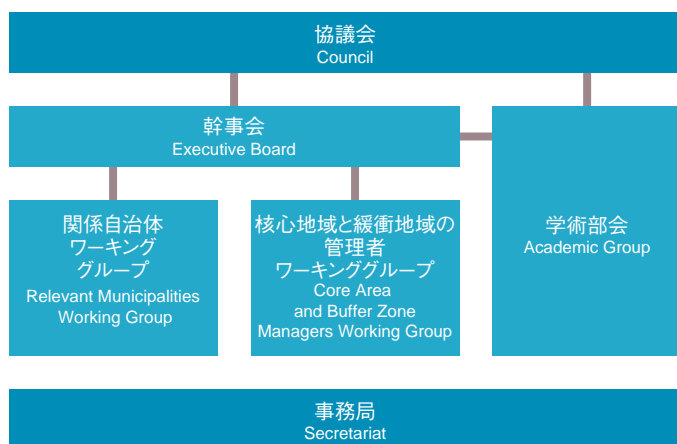 協議会
Council
幹事会
Executive Board
関係自治体
ワーキング
グループ
Relevant Municipalities
Working Group
核心地域と緩衝地域の
管理者
ワーキンググループ
Core Area
and Buffer Zone
Managers Working Group
学術部会
Academic Group
事務局
Secretariat